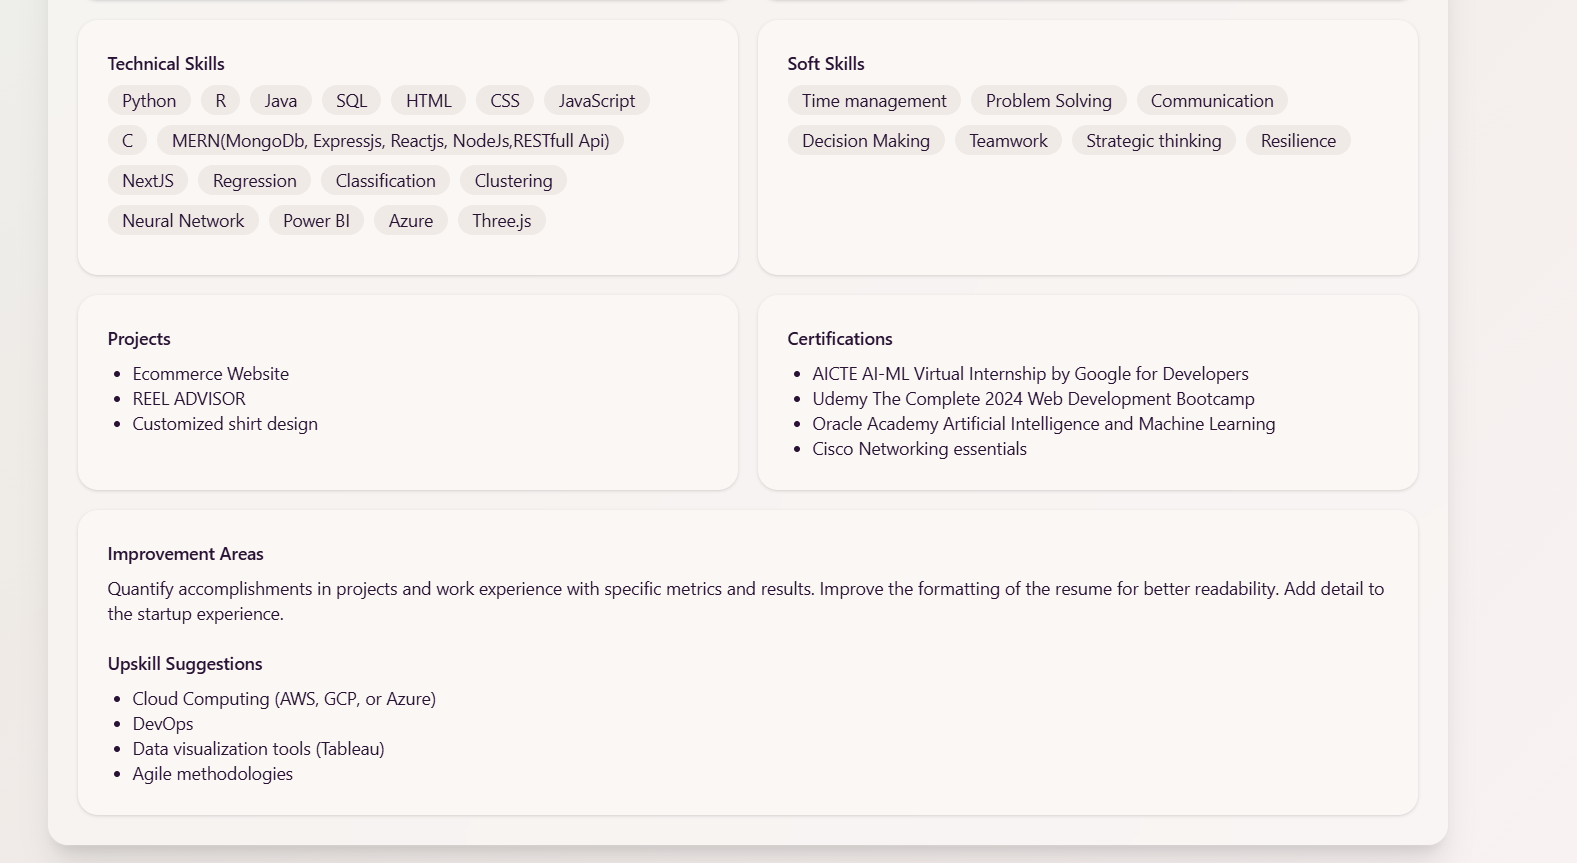 Technical Skills
Python R Java SQL HTML CSS JavaScript
C MERN(MongoDb, Expressjs, Reactjs, NodeJs,RESTfull Api)
NextJS Regression Classification Clustering
Neural Network Power BI Azure Three.js
Soft Skills
Time management Problem Solving Communication
Decision Making Teamwork Strategic thinking Resilience
Projects
• Ecommerce Website
• REEL ADVISOR
• Customized shirt design
Certifications
• AICTE AI-ML Virtual Internship by Google for Developers
• Udemy The Complete 2024 Web Development Bootcamp
• Oracle Academy Artificial Intelligence and Machine Learning
• Cisco Networking essentials
Improvement Areas
Quantify accomplishments in projects and work experience with specific metrics and results. Improve the formatting of the resume for better readability. Add detail to
the startup experience.
Upskill Suggestions
• Cloud Computing (AWS, GCP, or Azure)
• DevOps
• Data visualization tools (Tableau)
• Agile methodologies